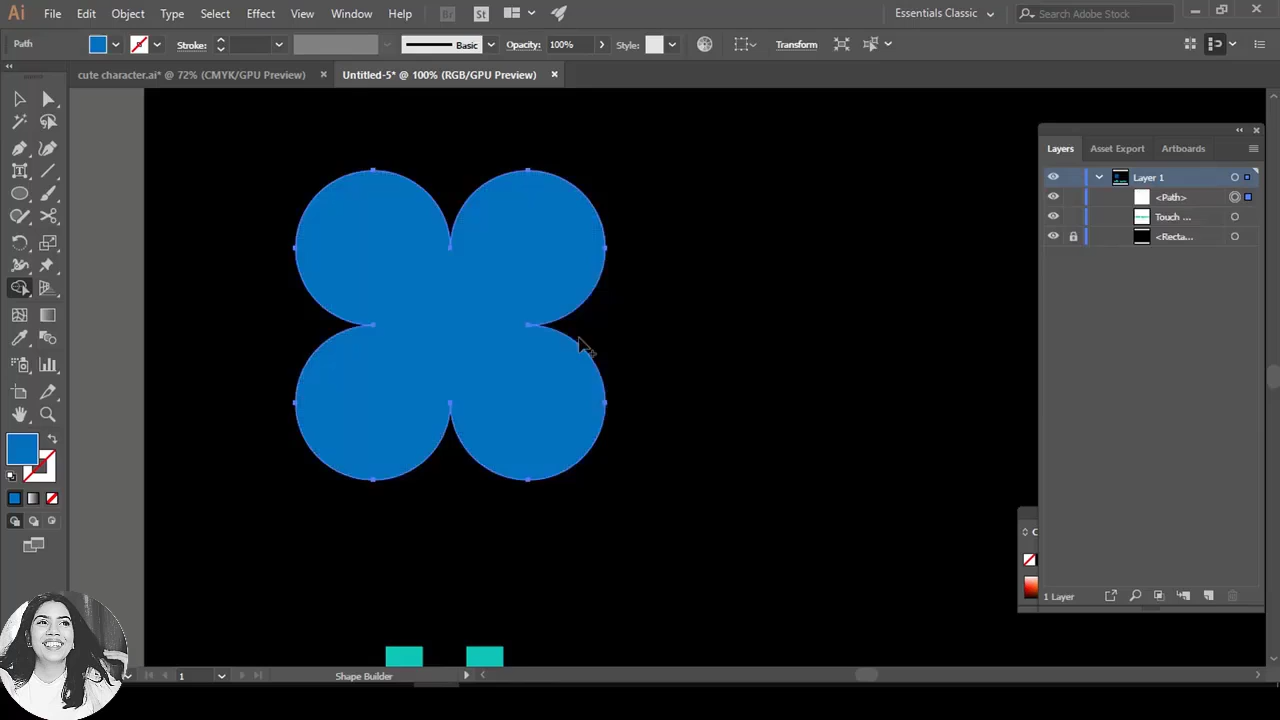 Ai File Edit Object Type Select Effect View Window Help Br St Essentials Classic Search Adobe Stock
Path Stroke: Basic Opacity: 100% Style: Transform
cute character.ai* @ 72% (CMYK/GPU Preview) Untitled-5* @ 100% (RGB/GPU Preview)
Layers Asset Export Artboards
Layer 1
<Path>
Touch ...
<Recta...
C
1 Layer
1 Shape Builder